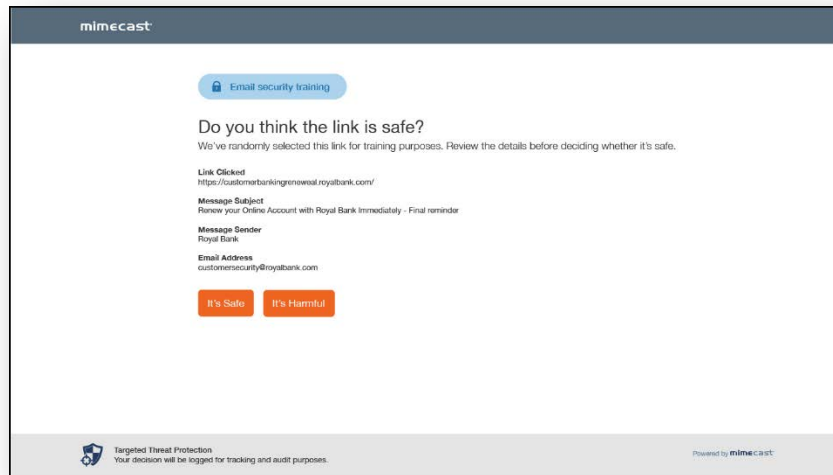 mimecast
Email security training
Do you think the link is safe?
We've randomly selected this link for training purposes. Review the details before deciding whether it's safe.
Link Clicked
https://customerbankingreneweal.royalbank.com/
Message Subject
Renew your Online Account with Royal Bank Immediately - Final reminder
Message Sender
Royal Bank
Email Address
customersecurity@royalbank.com
It's Safe
It's Harmful
Targeted Threat Protection
Your decision will be logged for tracking and audit purposes.
Powered by mimecast